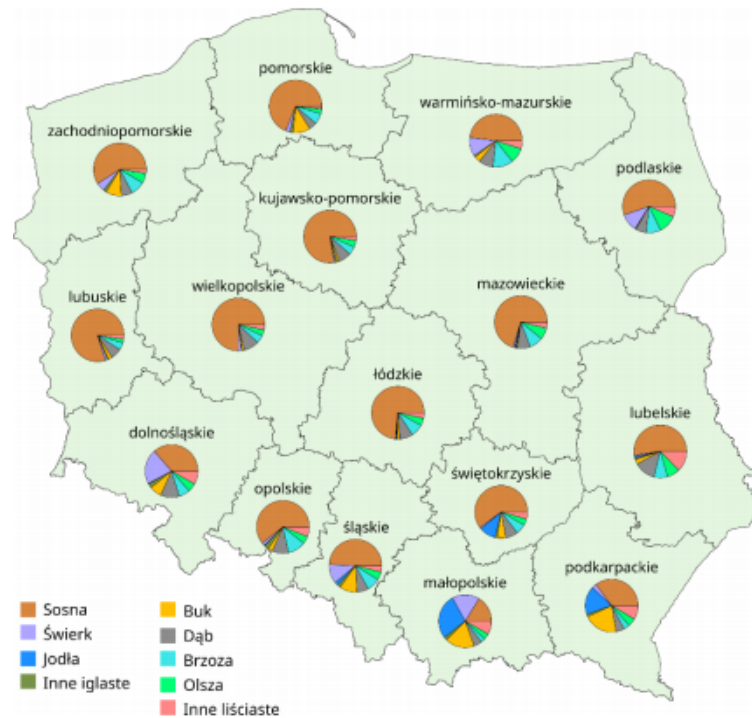 pomorskie
warmińsko-mazurskie
zachodniopomorskie
podlaskie
kujawsko-pomorskie
wielkopolskie
mazowieckie
lubuskie
łódzkie
lubelskie
dolnośląskie
opolskie
świętokrzyskie
śląskie
małopolskie
podkarpackie
Sosna
Świerk
Jodła
Inne iglaste
Buk
Dąb
Brzoza
Olsza
Inne liściaste